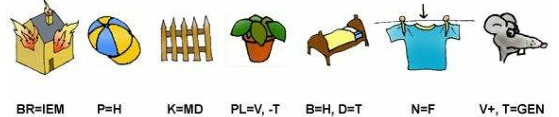 BR=IEM P=H K=MD PL=V, -T B=H, D=T N=F V+, T=GEN